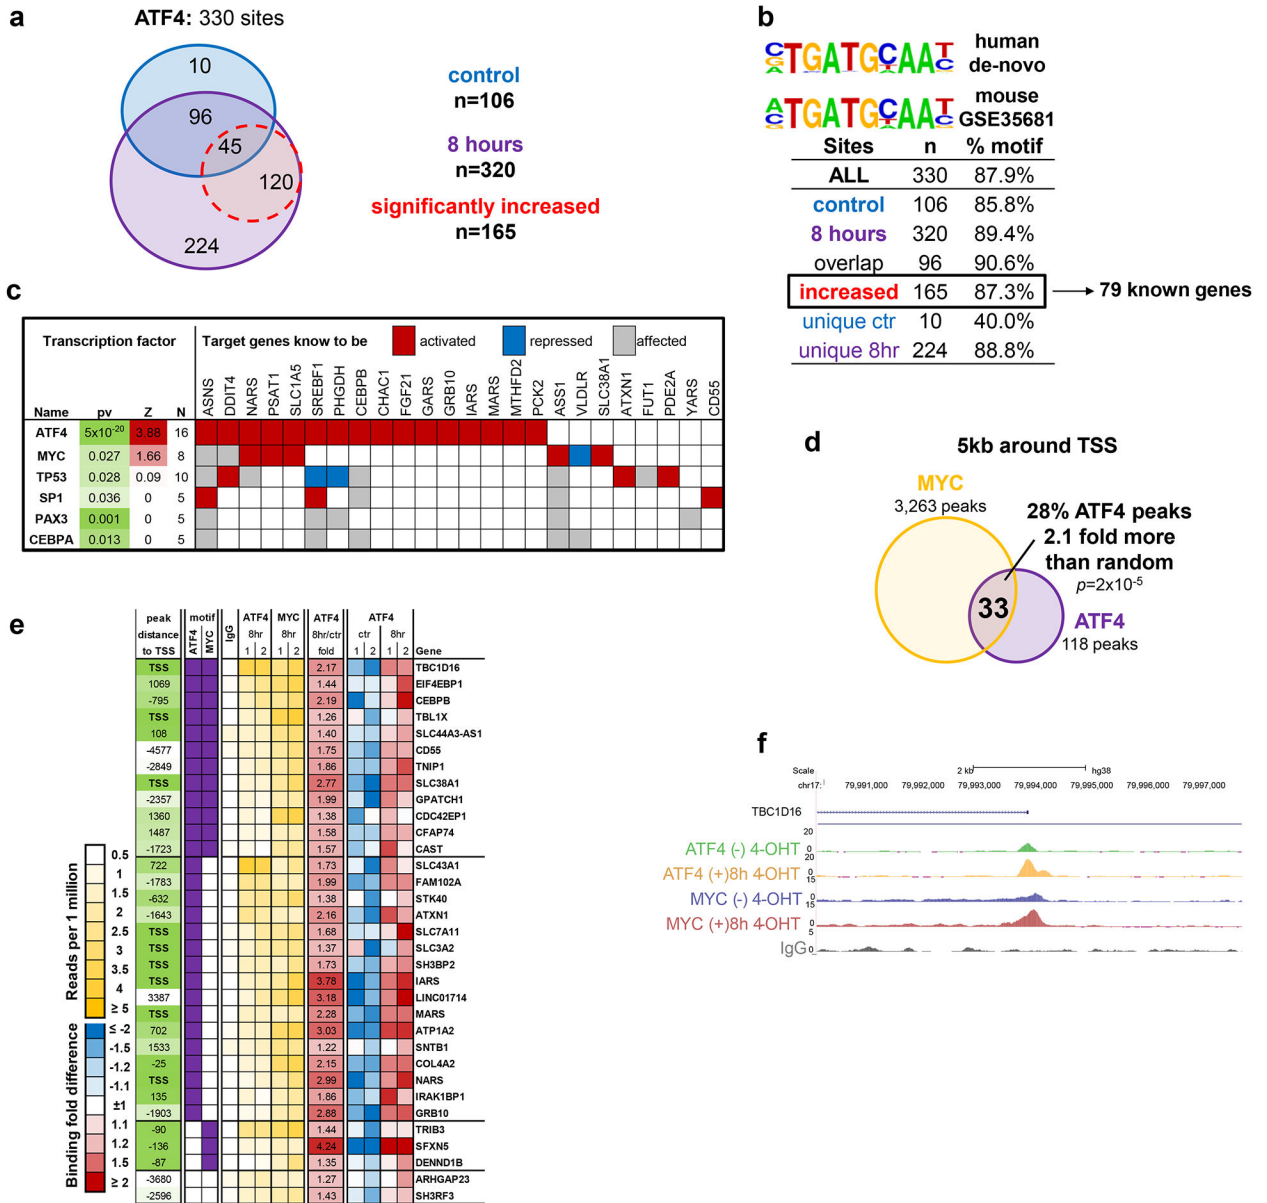 a
ATF4: 330 sites
10
96
45
120
224
control
n=106
8 hours
n=320
significantly increased
n=165
b
human
de-novo
mouse
GSE35681
Sites n % motif
ALL 330 87.9%
control 106 85.8%
8 hours 320 89.4%
overlap 96 90.6%
increased 165 87.3%
79 known genes
unique ctr 10 40.0%
unique 8hr 224 88.8%
c
Transcription factor
Target genes know to be activated repressed affected
Name pv Z N ASNS DDIT4 NARS PSAT1 SLC1A5 SREBF1 PHGDH CEBPB CHAC1 FGF21 GARS GRB10 IARS MARS MTHFD2 PCK2 ASS1 VLDLR SLC38A1 ATXN1 FUT1 PDE2A YARS CD55
ATF4 5x10-20 3.88 16
MYC 0.027 1.66 8
TP53 0.028 0.09 10
SP1 0.036 0 5
PAX3 0.001 0 5
CEBPA 0.013 0 5
d
5kb around TSS
MYC
3,263 peaks
28% ATF4 peaks
2.1 fold more
than random
p=2x10-5
33
ATF4
118 peaks
e
peak motif IgG ATF4 MYC ATF4 ATF4
distance ATF4 MYC 8hr 8hr 8hr/ctr ctr 8hr
to TSS 1 2 1 2 fold 1 2 1 2 Gene
TSS 2.17 TBC1D16
1069 1.44 EIF4EBP1
-795 2.19 CEBPB
TSS 1.26 TBL1X
108 1.40 SLC44A3-AS1
-4577 1.75 CD55
-2849 1.86 TNIP1
TSS 2.77 SLC38A1
-2357 1.99 GPATCH1
1360 1.38 CDC42EP1
1487 1.58 CFAP74
-1723 1.57 CAST
722 1.73 SLC43A1
-1783 1.99 FAM102A
-632 1.38 STK40
-1643 2.16 ATXN1
TSS 1.68 SLC7A11
TSS 1.37 SLC3A2
TSS 1.73 SH3BP2
TSS 3.78 IARS
3387 3.18 LINC01714
TSS 2.28 MARS
702 3.03 ATP1A2
1533 1.22 SNTB1
-25 2.15 COL4A2
TSS 2.99 NARS
135 1.86 IRAK1BP1
-1903 2.88 GRB10
-90 1.44 TRIB3
-136 4.24 SFXN5
-87 1.35 DENND1B
-3680 1.27 ARHGAP23
-2596 1.43 SH3RF3
Reads per 1 million
0.5
1
1.5
2
2.5
3
3.5
4
≥ 5
Binding fold difference
≤ -2
-1.5
-1.2
-1.1
±1
1.1
1.2
1.5
≥ 2
f
Scale 2 kb hg38
chr17: 79,991,000 79,992,000 79,993,000 79,994,000 79,995,000 79,996,000 79,997,000
TBC1D16
20
ATF4 (-) 4-OHT 0
20
ATF4 (+)8h 4-OHT 0
15
MYC (-) 4-OHT 0
15
MYC (+)8h 4-OHT 0
5
IgG 0